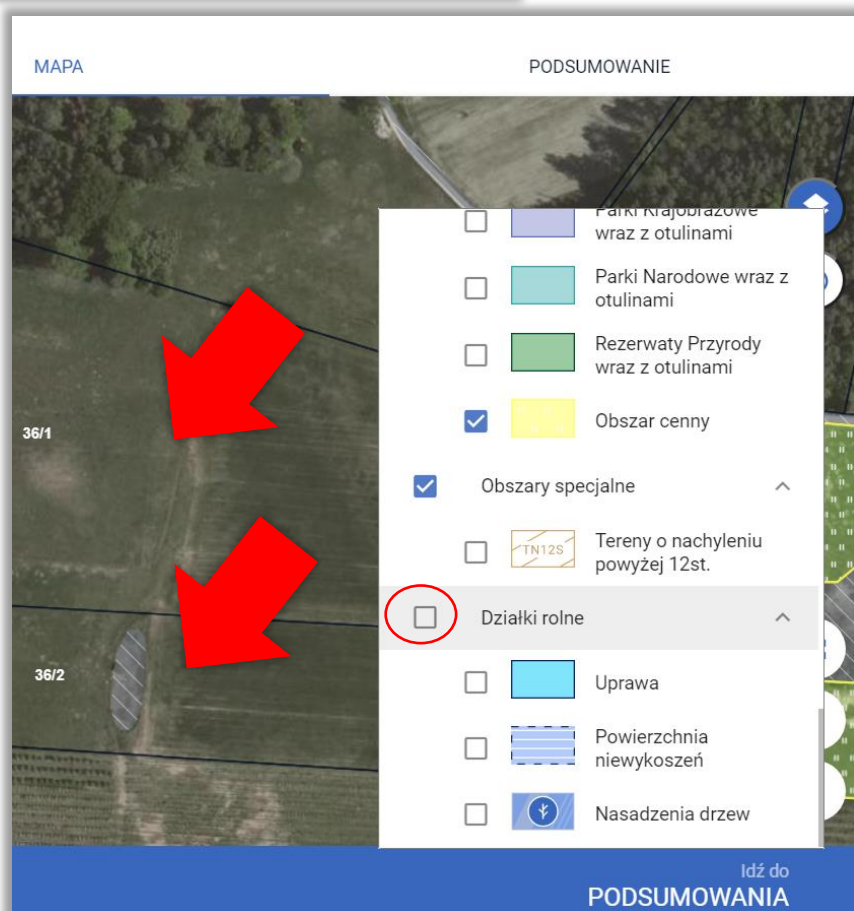 MAPA
PODSUMOWANIE
Parki Krajobrazowe
wraz z otulinami
Parki Narodowe wraz z
otulinami
Rezerwaty Przyrody
wraz z otulinami
36/1
Obszar cenny
Obszary specjalne
TN12S
Tereny o nachyleniu
powyżej 12st.
Działki rolne
36/2
Uprawa
Powierzchnia
niewykoszeń
Nasadzenia drzew
Idź do
PODSUMOWANIA